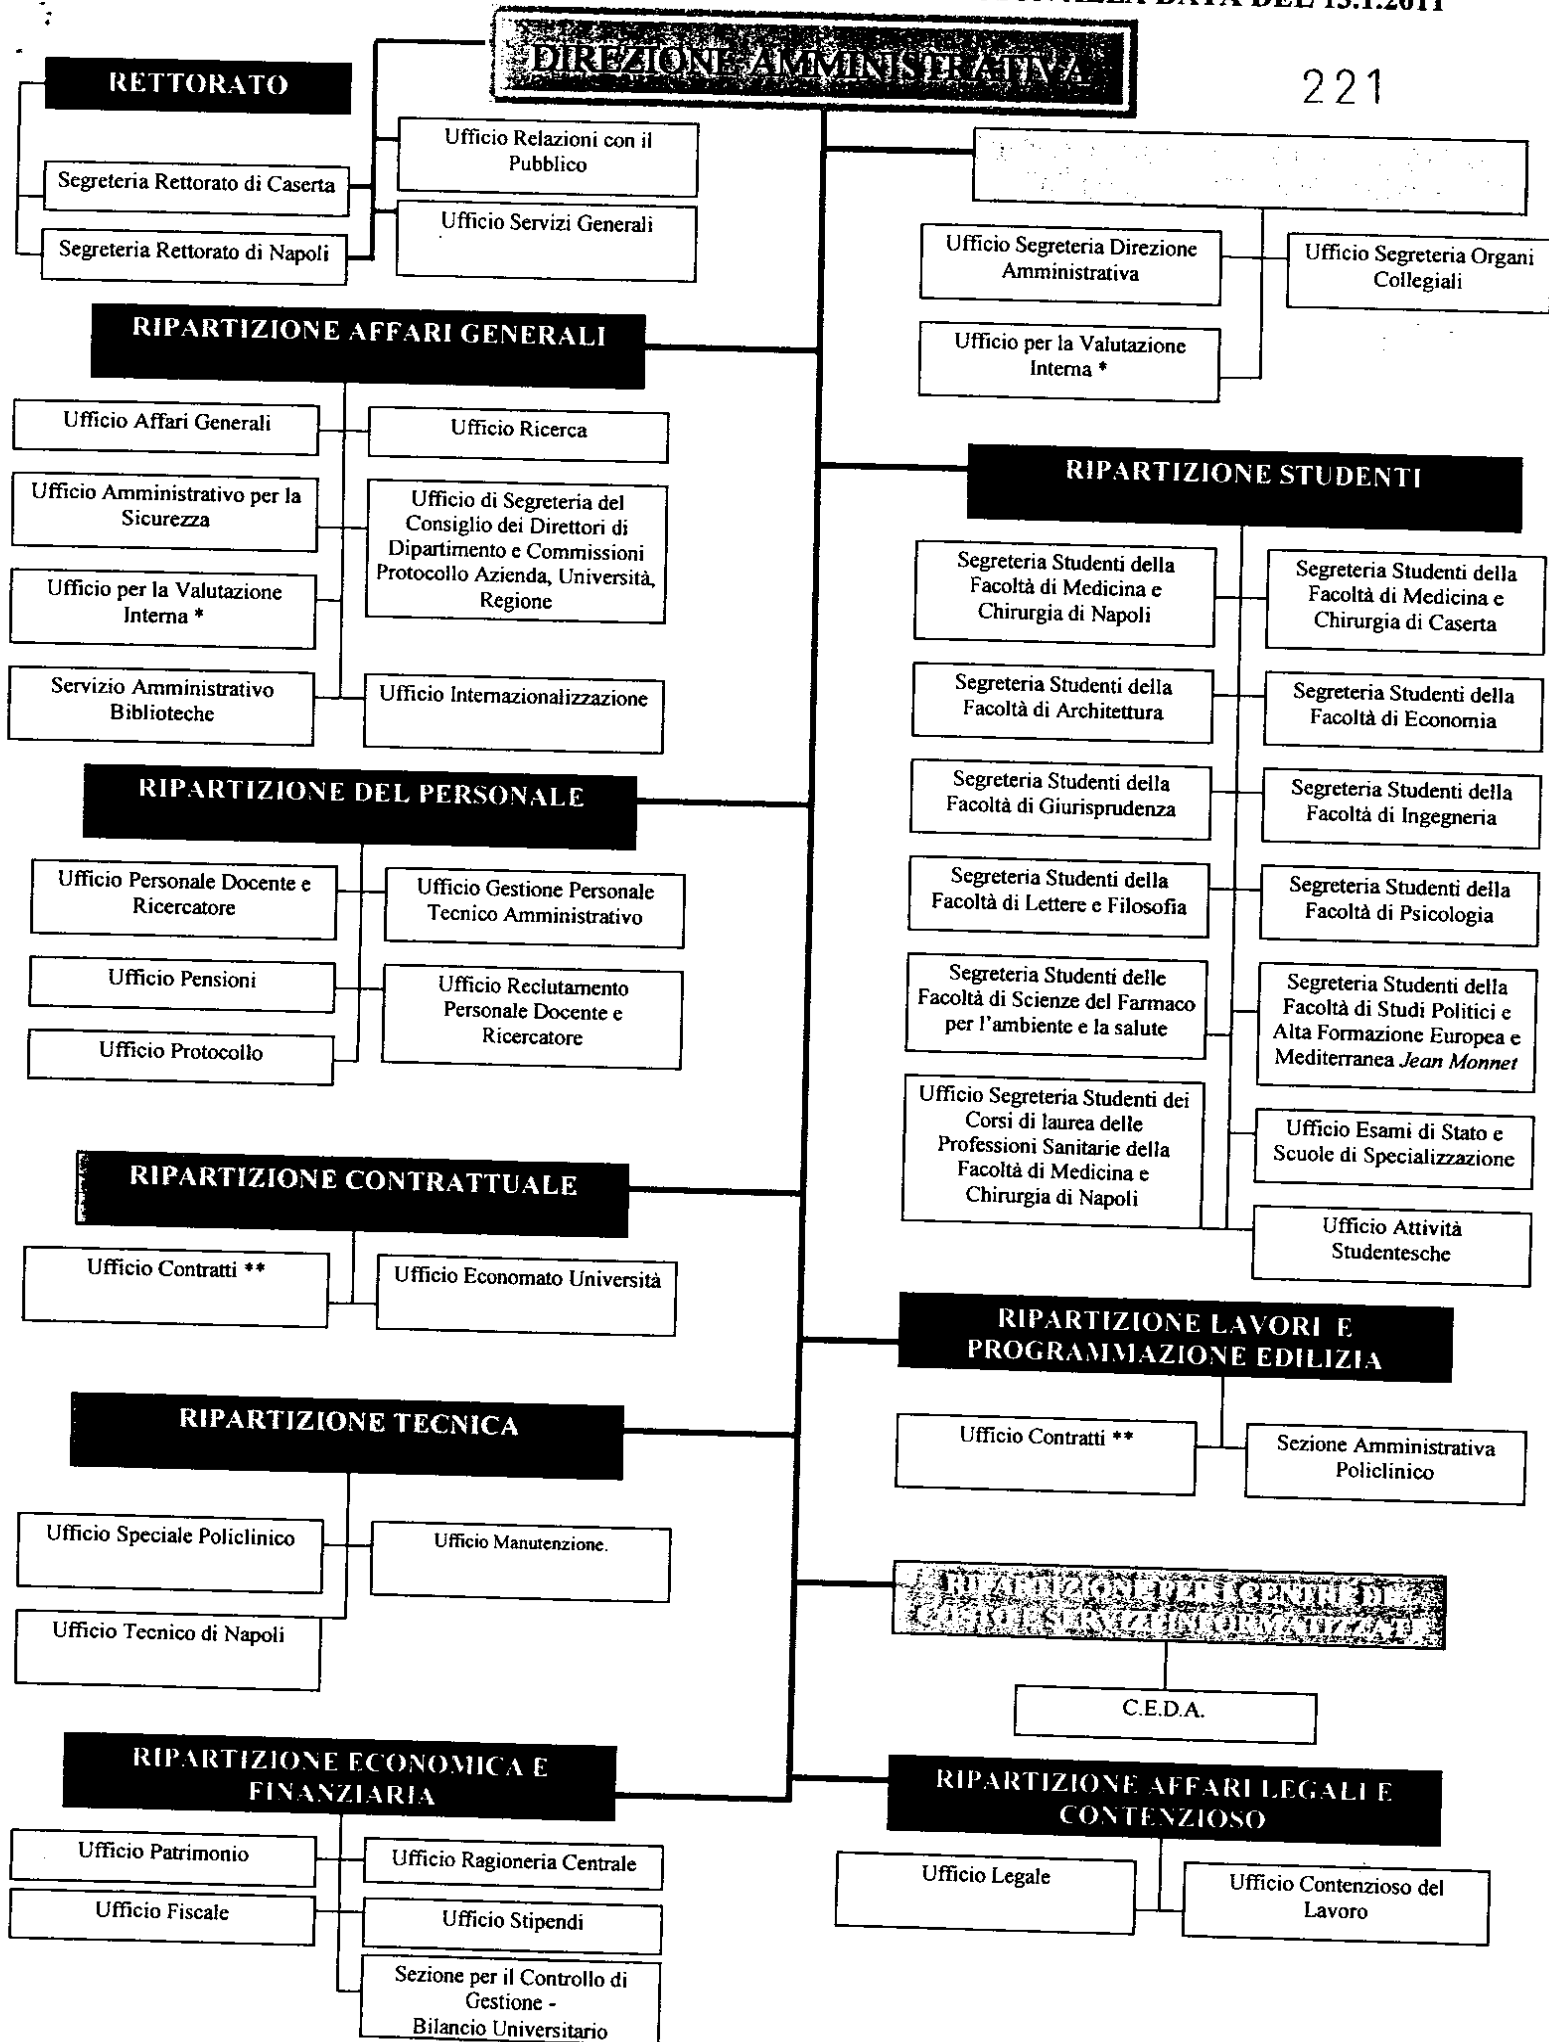 ALLA DATA DEL 13.1.2011
DIREZIONE AMMINISTRATIVA
221
RETTORATO
Segreteria Rettorato di Caserta
Segreteria Rettorato di Napoli
Ufficio Relazioni con il
Pubblico
Ufficio Servizi Generali
Ufficio Segreteria Direzione
Amministrativa
Ufficio Segreteria Organi
Collegiali
Ufficio per la Valutazione
Interna *
RIPARTIZIONE AFFARI GENERALI
Ufficio Affari Generali
Ufficio Ricerca
Ufficio Amministrativo per la
Sicurezza
Ufficio di Segreteria del
Consiglio dei Direttori di
Dipartimento e Commissioni
Protocollo Azienda, Università,
Regione
Ufficio per la Valutazione
Interna *
Servizio Amministrativo
Biblioteche
Ufficio Internazionalizzazione
RIPARTIZIONE STUDENTI
Segreteria Studenti della
Facoltà di Medicina e
Chirurgia di Napoli
Segreteria Studenti della
Facoltà di Medicina e
Chirurgia di Caserta
Segreteria Studenti della
Facoltà di Architettura
Segreteria Studenti della
Facoltà di Economia
Segreteria Studenti della
Facoltà di Giurisprudenza
Segreteria Studenti della
Facoltà di Ingegneria
Segreteria Studenti della
Facoltà di Lettere e Filosofia
Segreteria Studenti della
Facoltà di Psicologia
Segreteria Studenti delle
Facoltà di Scienze del Farmaco
per l'ambiente e la salute
Segreteria Studenti della
Facoltà di Studi Politici e
Alta Formazione Europea e
Mediterranea Jean Monnet
Ufficio Segreteria Studenti dei
Corsi di laurea delle
Professioni Sanitarie della
Facoltà di Medicina e
Chirurgia di Napoli
Ufficio Esami di Stato e
Scuole di Specializzazione
Ufficio Attività
Studentesche
RIPARTIZIONE DEL PERSONALE
Ufficio Personale Docente e
Ricercatore
Ufficio Gestione Personale
Tecnico Amministrativo
Ufficio Pensioni
Ufficio Reclutamento
Personale Docente e
Ricercatore
Ufficio Protocollo
RIPARTIZIONE CONTRATTUALE
Ufficio Contratti **
Ufficio Economato Università
RIPARTIZIONE LAVORI E
PROGRAMMAZIONE EDILIZIA
Ufficio Contratti **
Sezione Amministrativa
Policlinico
RIPARTIZIONE TECNICA
Ufficio Speciale Policlinico
Ufficio Manutenzione.
Ufficio Tecnico di Napoli
RIPARTIZIONE PER I CENTRI DI
COSTO E SERVIZI INFORMATIZZATI
C.E.D.A.
RIPARTIZIONE ECONOMICA E
FINANZIARIA
Ufficio Patrimonio
Ufficio Ragioneria Centrale
Ufficio Fiscale
Ufficio Stipendi
Sezione per il Controllo di
Gestione -
Bilancio Universitario
RIPARTIZIONE AFFARI LEGALI E
CONTENZIOSO
Ufficio Legale
Ufficio Contenzioso del
Lavoro